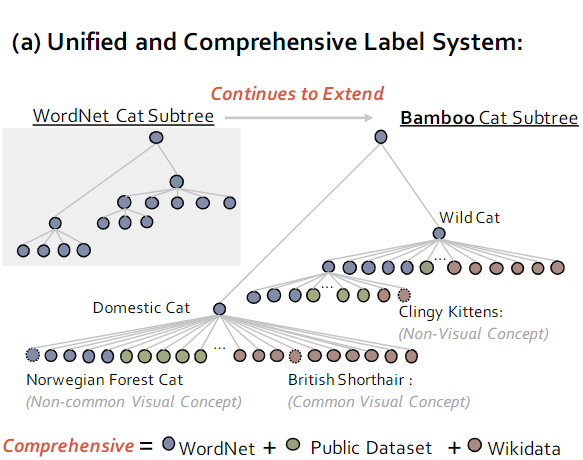 (a) Unified and Comprehensive Label System:
Continues to Extend
WordNet Cat Subtree
Bamboo Cat Subtree
Wild Cat
...
...
Domestic Cat
Clingy Kittens:
(Non-Visual Concept)
...
Norwegian Forest Cat
(Non-common Visual Concept)
British Shorthair :
(Common Visual Concept)
Comprehensive = WordNet + Public Dataset + Wikidata